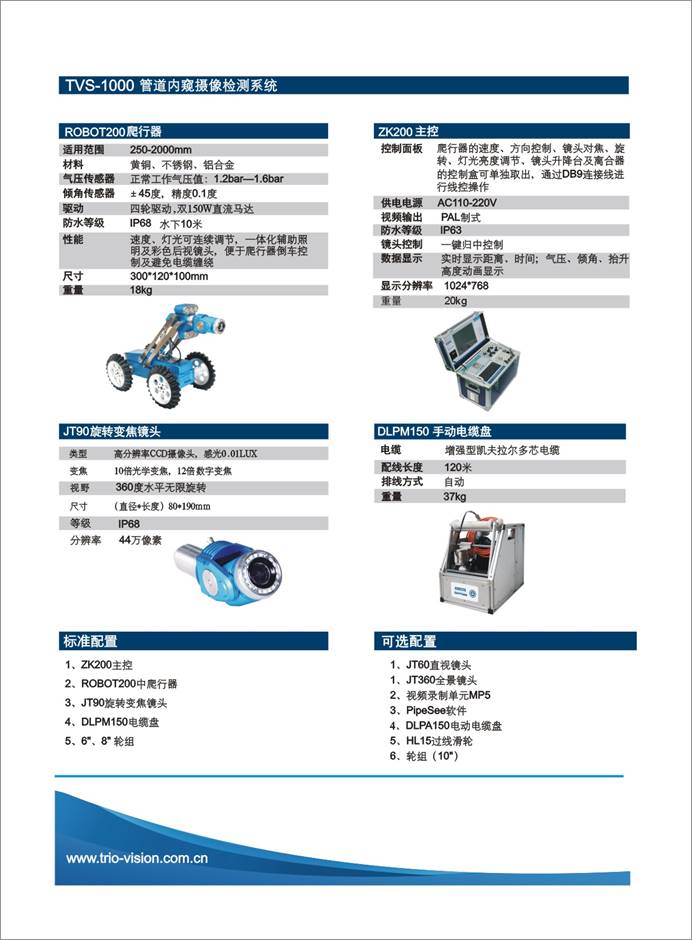 TVS-1000 管道内窥摄像检测系统
ROBOT200爬行器
适用范围 250-2000mm
材料 黄铜、不锈钢、铝合金
气压传感器 正常工作气压值：1.2bar—1.6bar
倾角传感器 ±45度，精度0.1度
驱动 四轮驱动,双150W直流马达
防水等级 IP68 水下10米
性能 速度、灯光可连续调节，一体化辅助照
明及彩色后视镜头，便于爬行器倒车控
制及避免电缆缠绕
尺寸 300*120*100mm
重量 18kg
ZK200主控
控制面板 爬行器的速度、方向控制、镜头对焦、旋
转、灯光亮度调节、镜头升降台及离合器
的控制盒可单独取出，通过DB9连接线进
行线控操作
供电电源 AC110-220V
视频输出 PAL制式
防水等级 IP63
镜头控制 一键归中控制
数据显示 实时显示距离、时间；气压、倾角、抬升
高度动画显示
显示分辨率 1024*768
重量 20kg
JT90旋转变焦镜头
类型 高分辨率CCD摄像头，感光0.01LUX
变焦 10倍光学变焦，12倍数字变焦
视野 360度水平无限旋转
尺寸 （直径*长度）80*190mm
等级 IP68
分辨率 44万像素
DLPM150 手动电缆盘
电缆 增强型凯夫拉尔多芯电缆
配线长度 120米
排线方式 自动
重量 37kg
标准配置
1、ZK200主控
2、ROBOT200中爬行器
3、JT90旋转变焦镜头
4、DLPM150电缆盘
5、6"、8" 轮组
可选配置
1、JT60直视镜头
1、JT360全景镜头
2、视频录制单元MP5
3、PipeSee软件
4、DLPA150电动电缆盘
5、HL15过线滑轮
6、轮组（10"）
www.trio-vision.com.cn